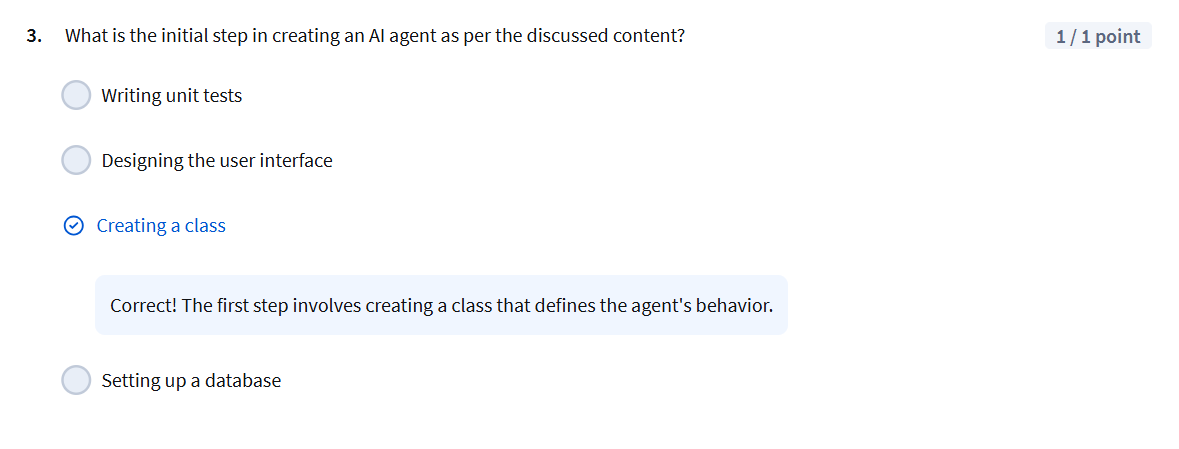 3. What is the initial step in creating an AI agent as per the discussed content? 1 / 1 point
Writing unit tests
Designing the user interface
Creating a class
Correct! The first step involves creating a class that defines the agent's behavior.
Setting up a database